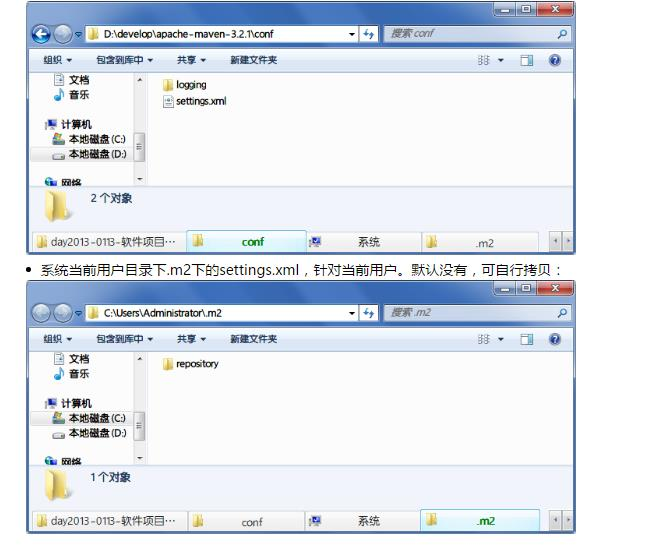 D:\develop\apache-maven-3.2.1\conf
搜索 conf
组织 包含到库中 共享 新建文件夹
文档
音乐
计算机
本地磁盘 (C:)
本地磁盘 (D:)
网络
logging
settings.xml
2 个对象
day2013-0113-软件项目… conf 系统 .m2
• 系统当前用户目录下.m2下的settings.xml，针对当前用户。默认没有，可自行拷贝：
C:\Users\Administrator\.m2
搜索 .m2
组织 包含到库中 共享 新建文件夹
文档
音乐
计算机
本地磁盘 (C:)
本地磁盘 (D:)
网络
repository
1 个对象
day2013-0113-软件项目… conf 系统 .m2